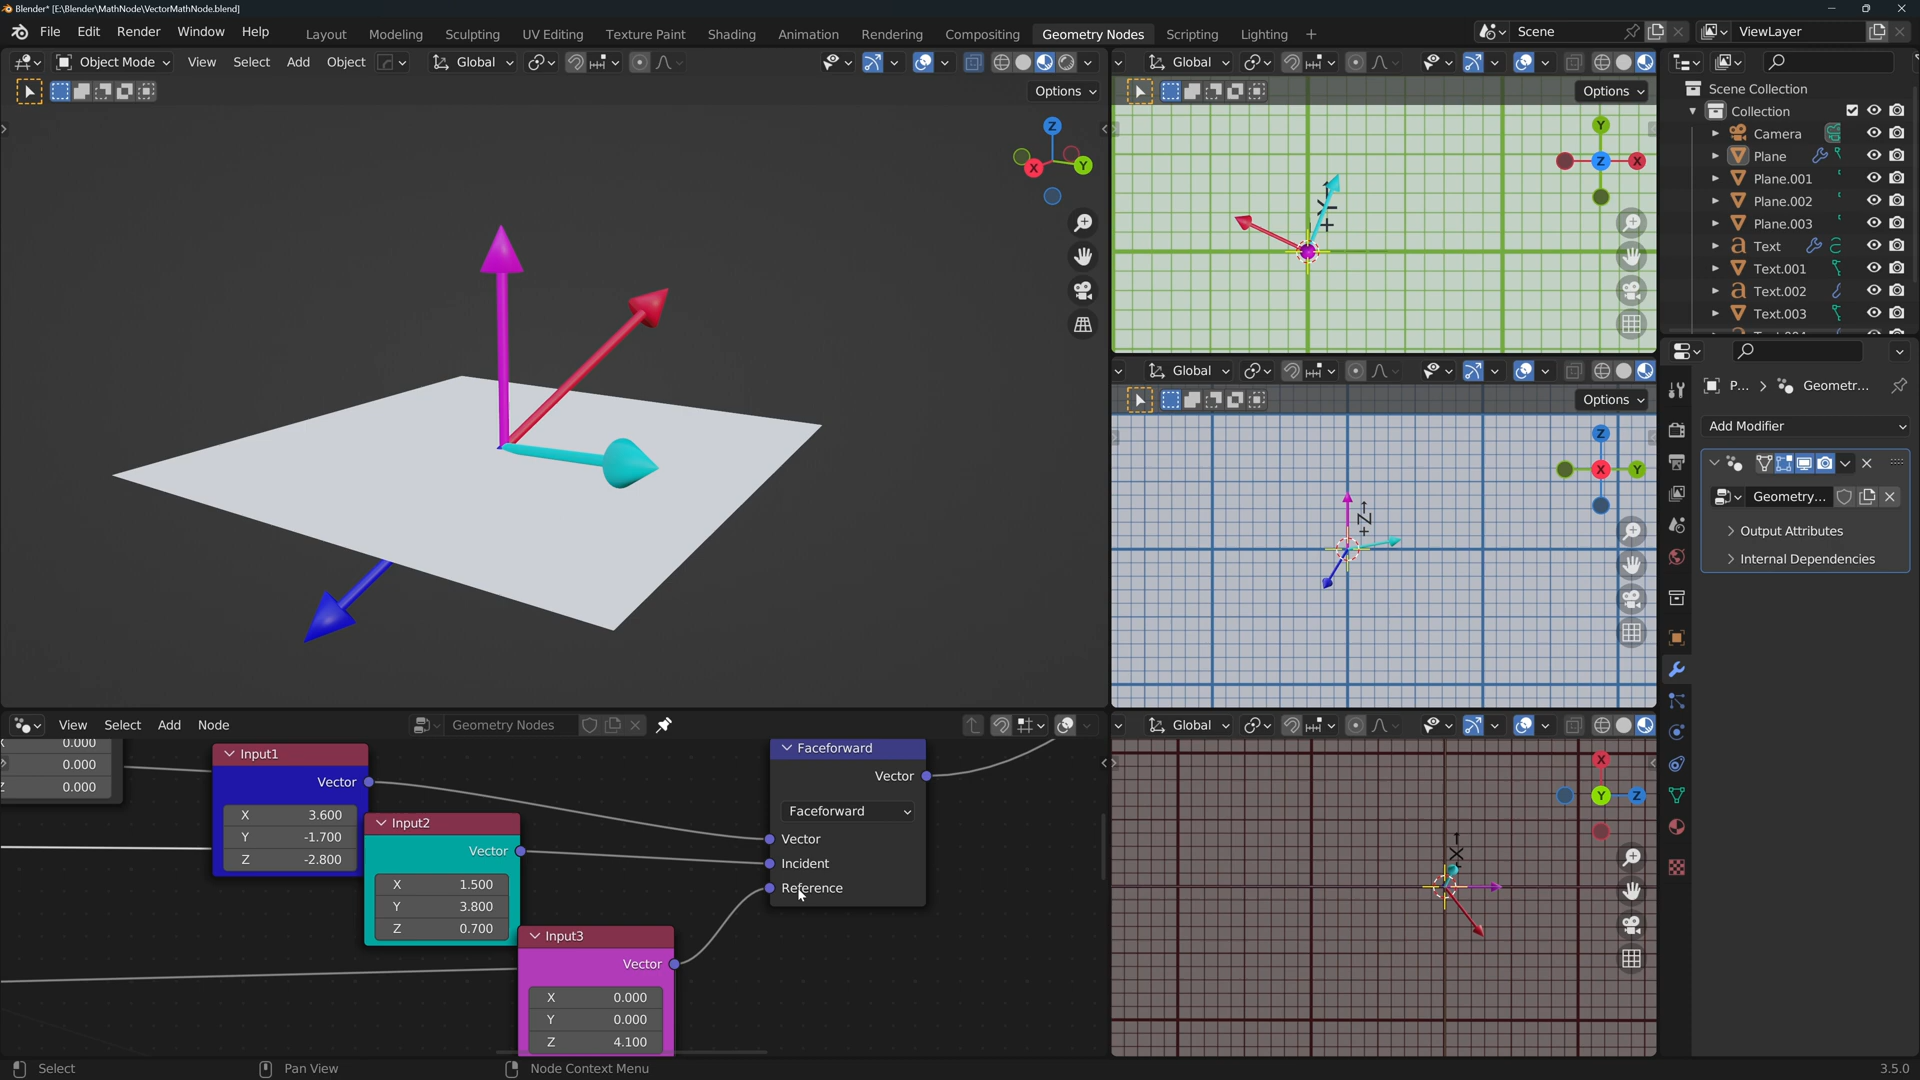 Blender* [E:\Blender\MathNode\VectorMathNode.blend]
File Edit Render Window Help
Layout Modeling Sculpting UV Editing Texture Paint Shading Animation Rendering Compositing Geometry Nodes Scripting Lighting +
Scene
ViewLayer
Object Mode View Select Add Object Global
Options
Z
X
Y
Global
Options
Y
Z
X
+Y
Global
Options
Z
X
Y
+Z
Scene Collection
Collection
Camera
Plane
Plane.001
Plane.002
Plane.003
Text
Text.001
Text.002
Text.003
P... > Geometr...
Add Modifier
Geometry...
Output Attributes
Internal Dependencies
View Select Add Node
Geometry Nodes
0.000
0.000
Z 0.000
Input1
Vector
X 3.600
Y -1.700
Z -2.800
Input2
Vector
X 1.500
Y 3.800
Z 0.700
Input3
Vector
X 0.000
Y 0.000
Z 4.100
Faceforward
Vector
Faceforward
Vector
Incident
Reference
Global
X
Y
Z
X
Select
Pan View
Node Context Menu
3.5.0